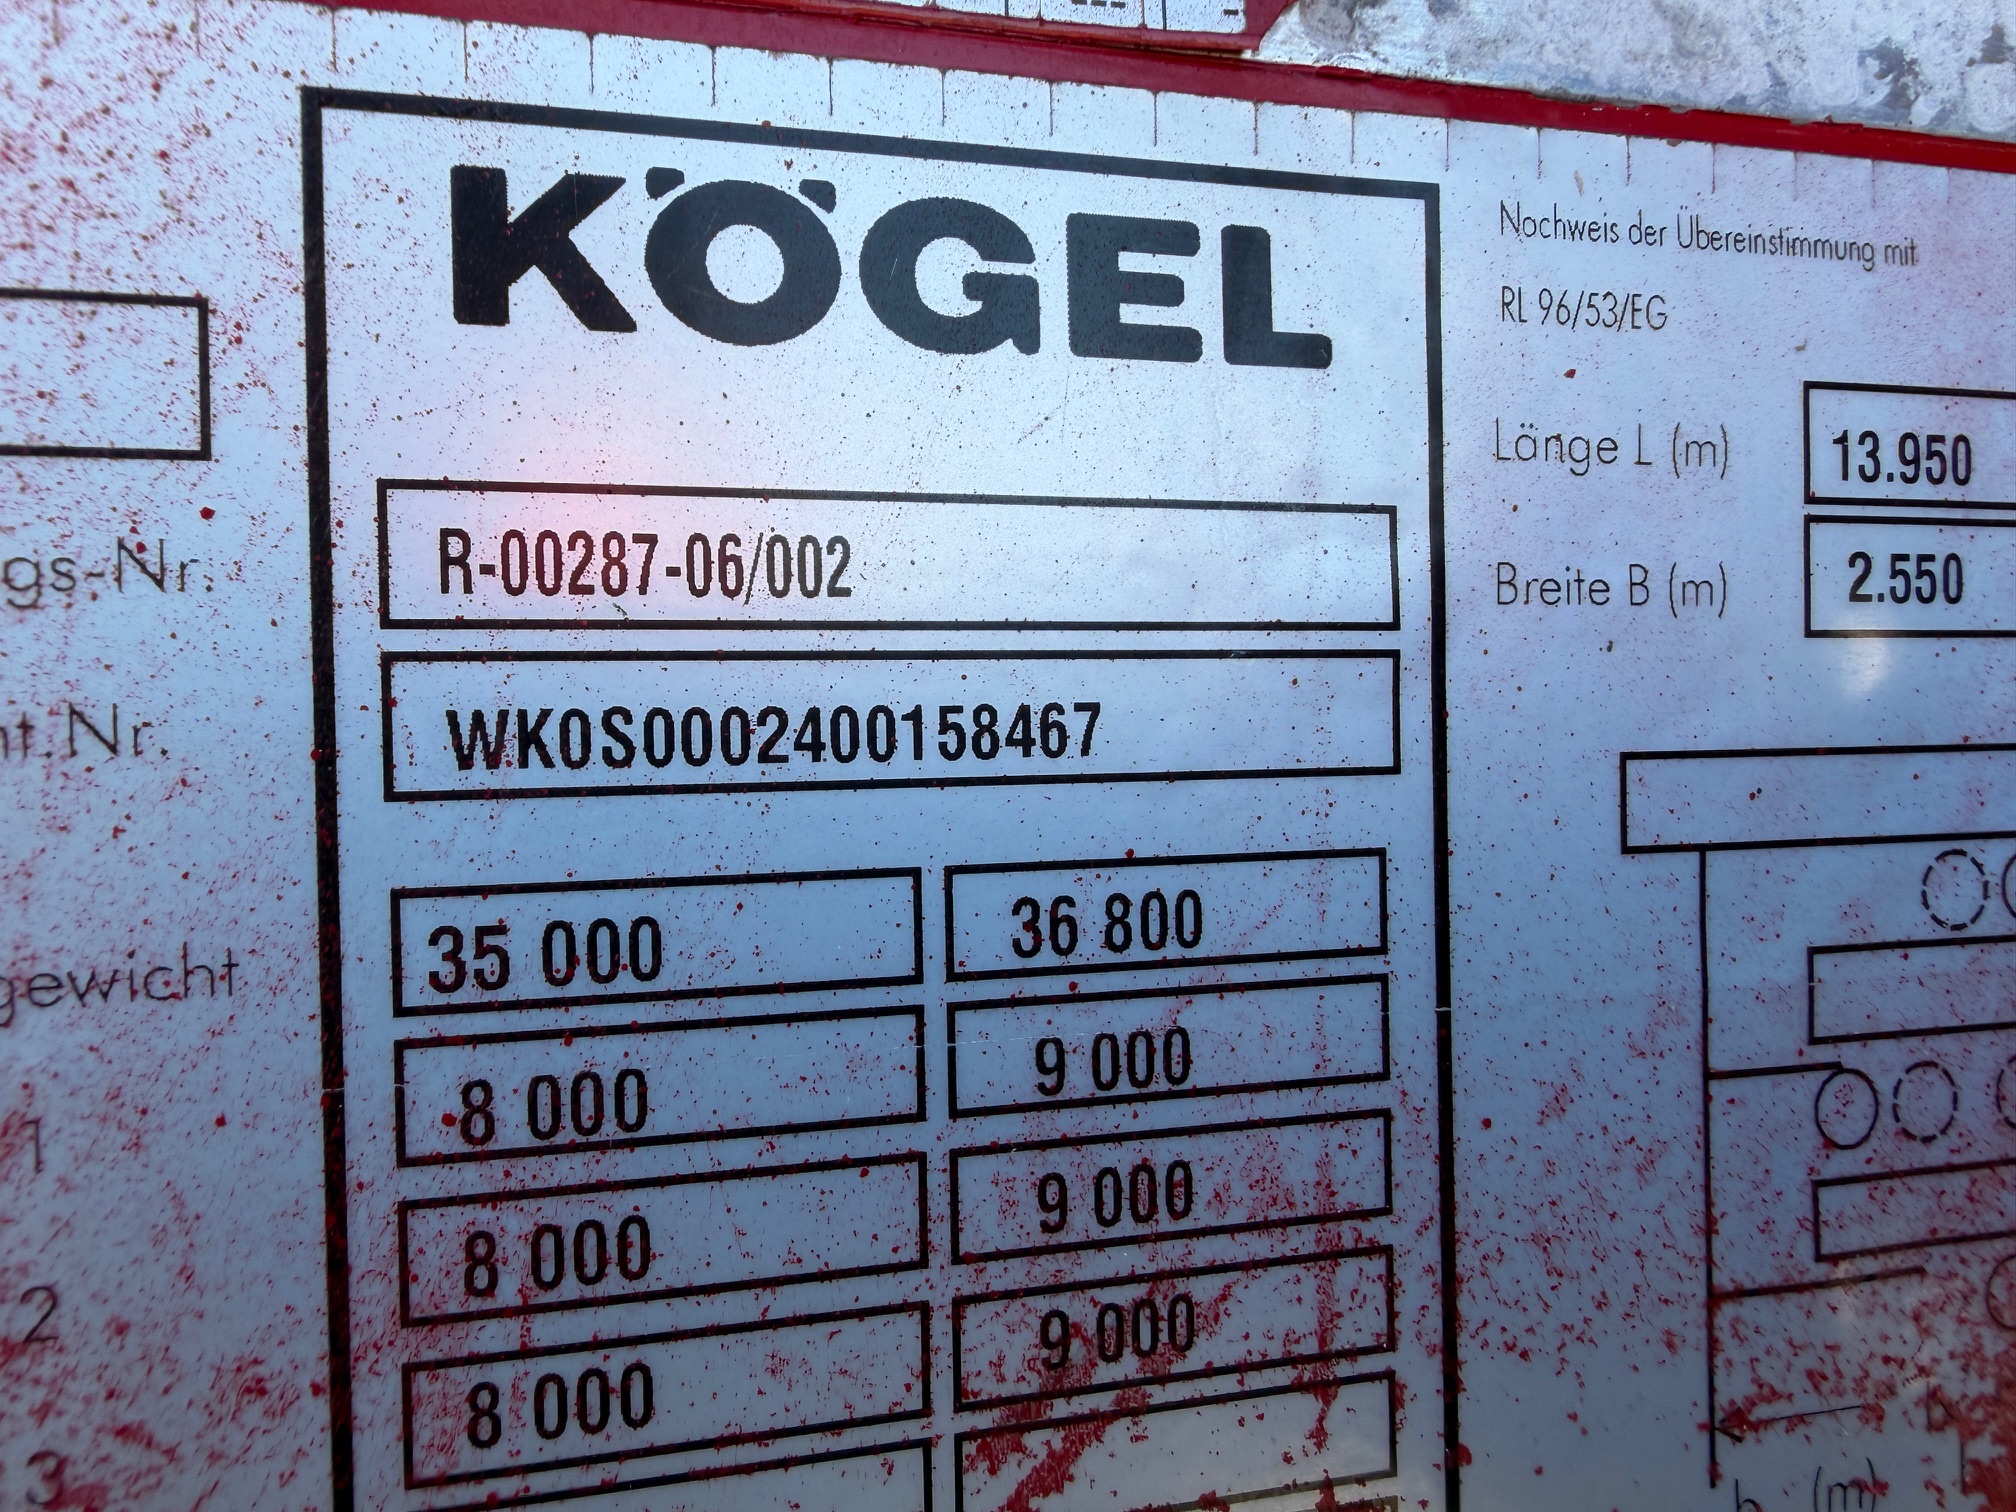 KÖGEL
Nachweis der Übereinstimmung mit
RL 96/53/EG
Länge L (m) 13.950
gs-Nr. R-00287-06/002
Breite B (m) 2.550
nt.Nr. WK0S0002400158467
gewicht 35 000 36 800
1 8 000 9 000
2 8 000 9 000
3 8 000 9 000
h (m)